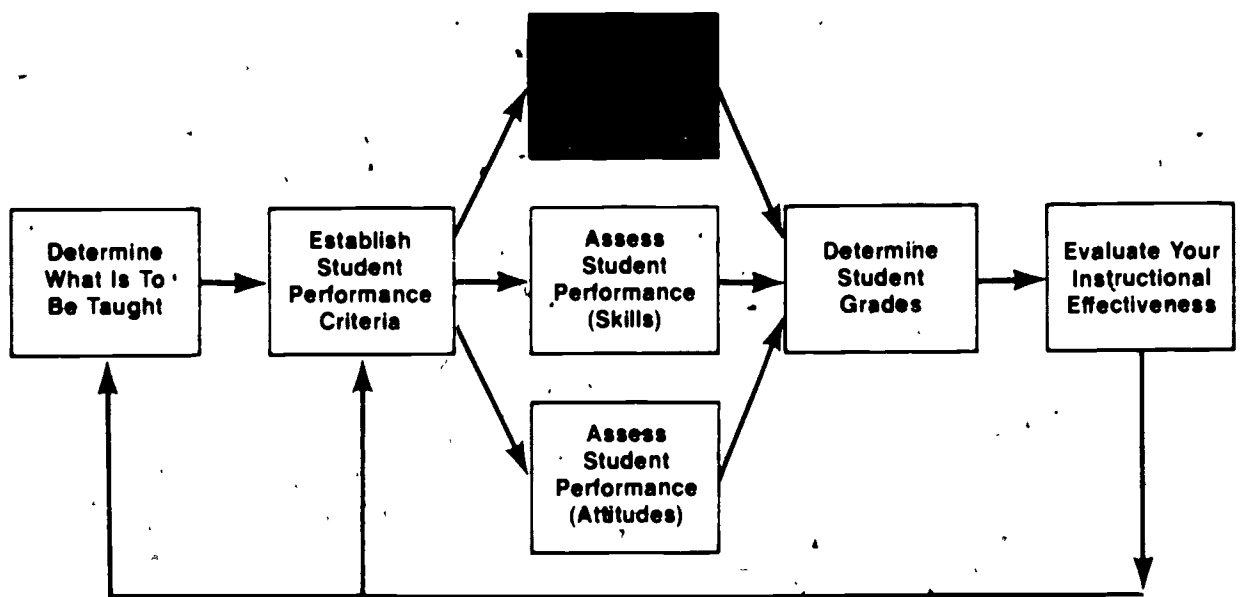 Determine
What Is To
Be Taught
Establish
Student
Performance
Criteria
Assess
Student
Performance
(Skills)
Assess
Student
Performance
(Attitudes)
Determine
Student
Grades
Evaluate Your
Instructional
Effectiveness